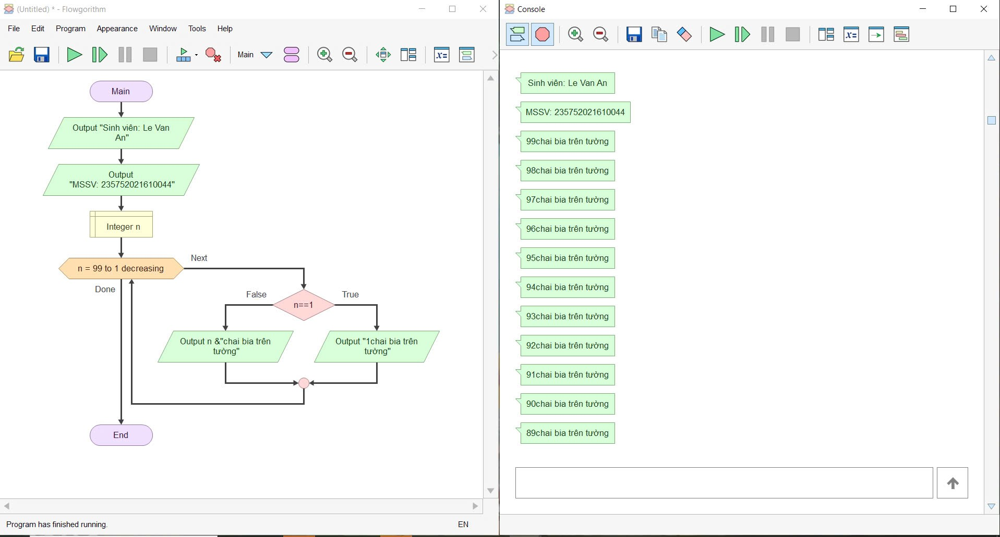 (Untitled) * - Flowgorithm
File Edit Program Appearance Window Tools Help
Main
Main
Output "Sinh viên: Le Van
An"
Output
"MSSV: 235752021610044"
Integer n
n = 99 to 1 decreasing
Next
Done
False
True
n==1
Output n &"chai bia trên
tường"
Output "1chai bia trên
tường"
End
Program has finished running.
EN
Console
Sinh viên: Le Van An
MSSV: 235752021610044
99chai bia trên tường
98chai bia trên tường
97chai bia trên tường
96chai bia trên tường
95chai bia trên tường
94chai bia trên tường
93chai bia trên tường
92chai bia trên tường
91chai bia trên tường
90chai bia trên tường
89chai bia trên tường